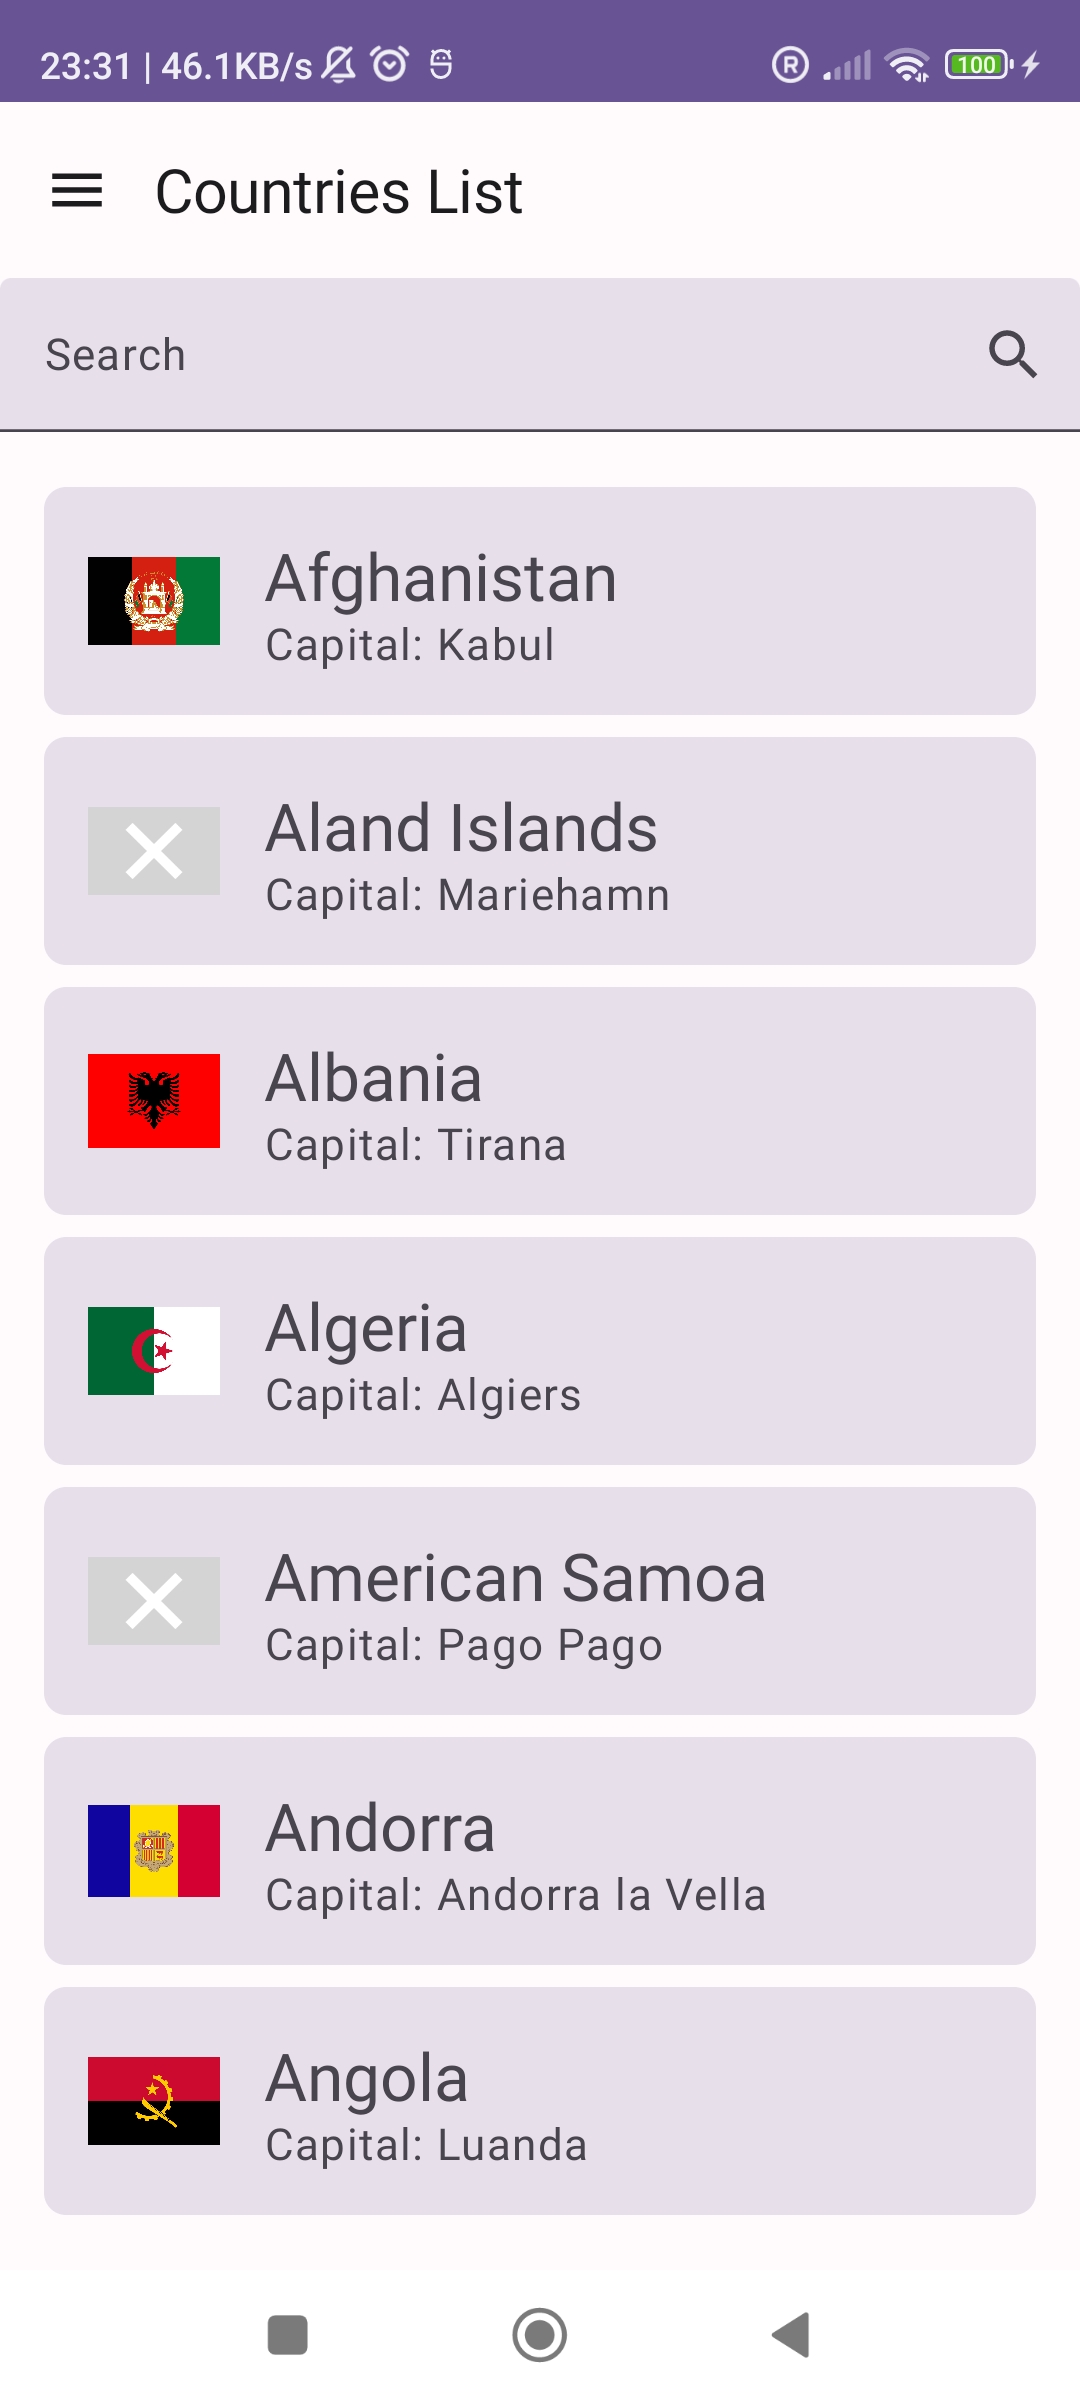 23:31 | 46.1KB/s
R
100
Countries List
Search
Afghanistan
Capital: Kabul
Aland Islands
Capital: Mariehamn
Albania
Capital: Tirana
Algeria
Capital: Algiers
American Samoa
Capital: Pago Pago
Andorra
Capital: Andorra la Vella
Angola
Capital: Luanda